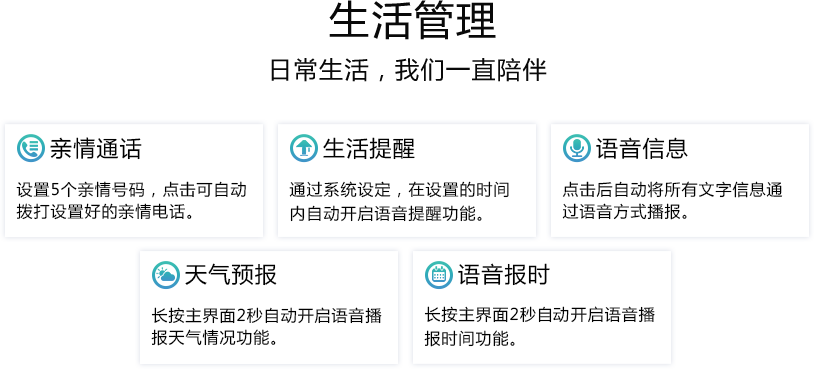 生活管理
日常生活，我们一直陪伴
亲情通话
设置5个亲情号码，点击可自动
拨打设置好的亲情电话。
生活提醒
通过系统设定，在设置的时间
内自动开启语音提醒功能。
语音信息
点击后自动将所有文字信息通
过语音方式播报。
天气预报
长按主界面2秒自动开启语音播
报天气情况功能。
语音报时
长按主界面2秒自动开启语音播
报时间功能。